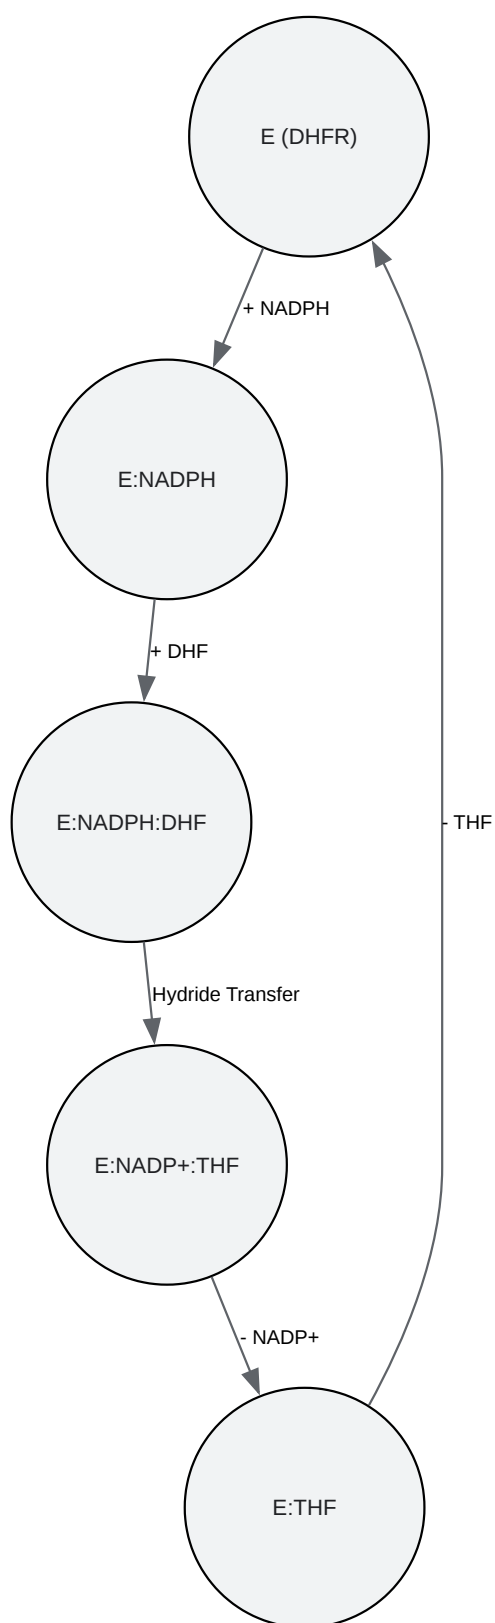 E (DHFR)
+ NADPH
E:NADPH
+ DHF
E:NADPH:DHF
- THF
Hydride Transfer
E:NADP+:THF
- NADP+
E:THF